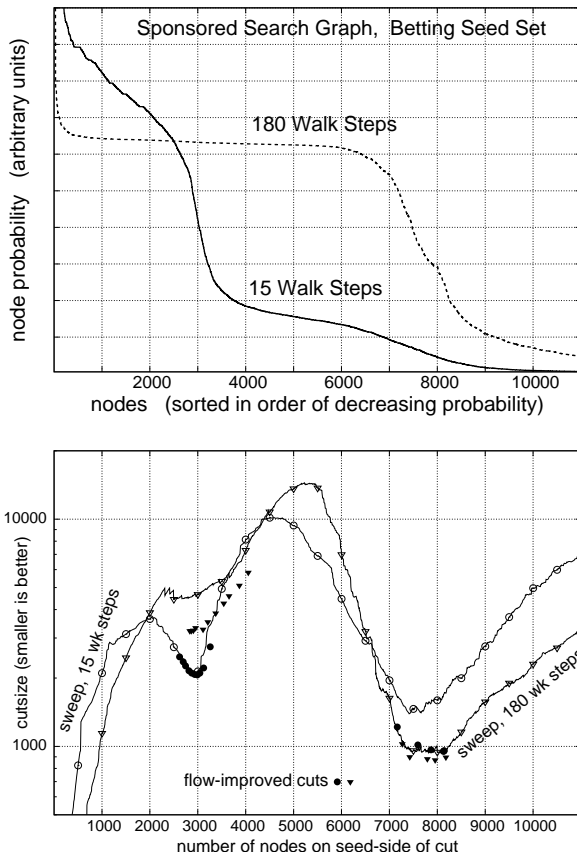 Sponsored Search Graph, Betting Seed Set
node probability (arbitrary units)
180 Walk Steps
15 Walk Steps
2000 4000 6000 8000 10000
nodes (sorted in order of decreasing probability)
cutsize (smaller is better)
10000
1000
sweep, 15 wk steps
sweep, 180 wk steps
flow-improved cuts
1000 2000 3000 4000 5000 6000 7000 8000 9000 10000
number of nodes on seed-side of cut